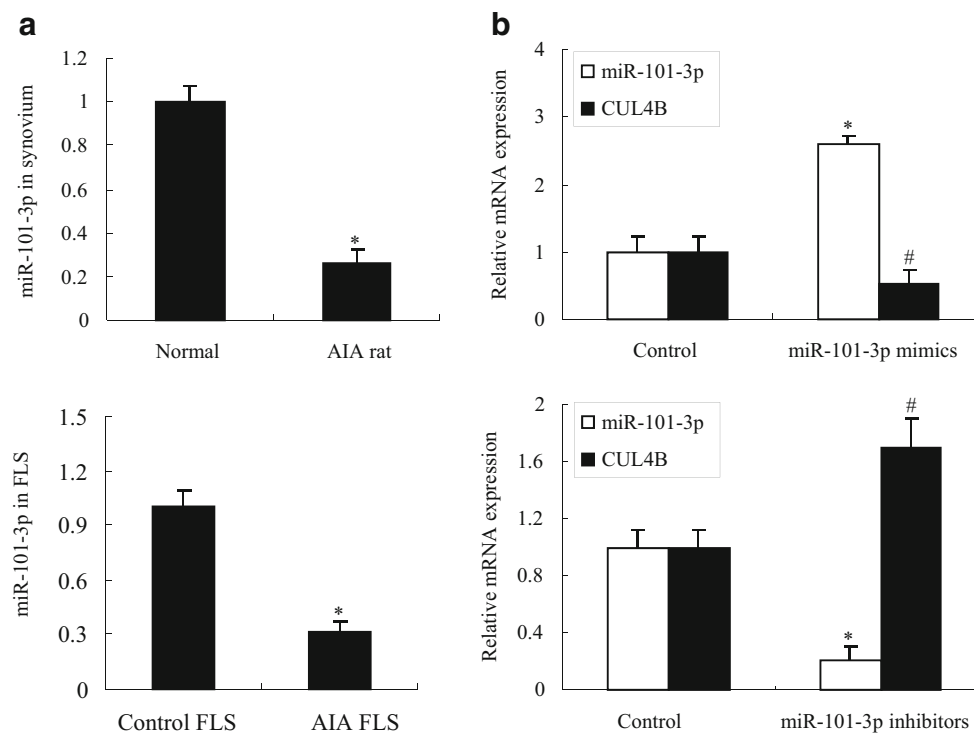 a
miR-101-3p in synovium
1.2
1
0.8
0.6
0.4
0.2
0
*
Normal
AIA rat
miR-101-3p in FLS
1.5
1.2
0.9
0.6
0.3
0
*
Control FLS
AIA FLS
b
Relative mRNA expression
4
3
2
1
0
miR-101-3p
CUL4B
*
#
Control
miR-101-3p mimics
Relative mRNA expression
2
1.6
1.2
0.8
0.4
0
miR-101-3p
CUL4B
*
#
Control
miR-101-3p inhibitors